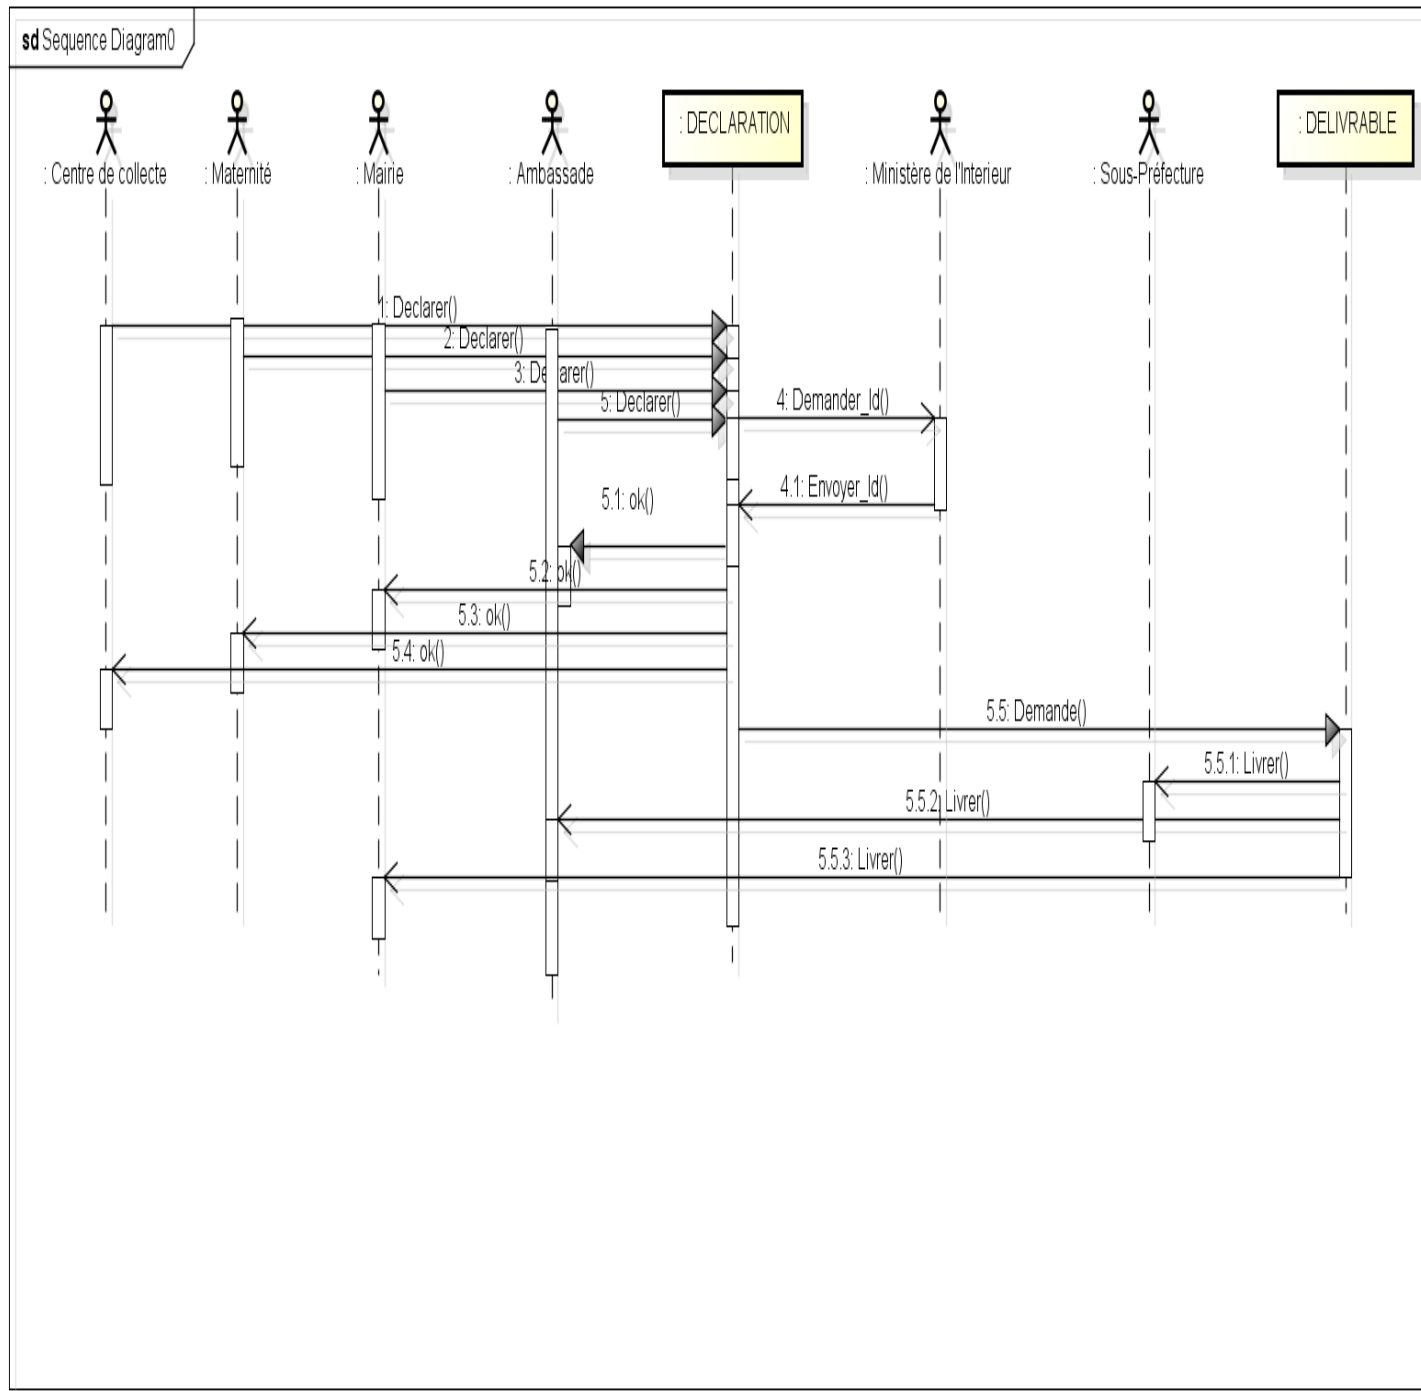 sd Sequence Diagram0
: Centre de collecte
: Maternité
: Mairie
: Ambassade
: DECLARATION
: Ministère de l'Interieur
: Sous-Préfecture
: DELIVRABLE
1: Declarer()
2: Declarer()
3: Declarer()
5: Declarer()
4: Demander_Id()
4.1: Envoyer_Id()
5.1: ok()
5.2: ok()
5.3: ok()
5.4: ok()
5.5: Demande()
5.5.1: Livrer()
5.5.2: Livrer()
5.5.3: Livrer()